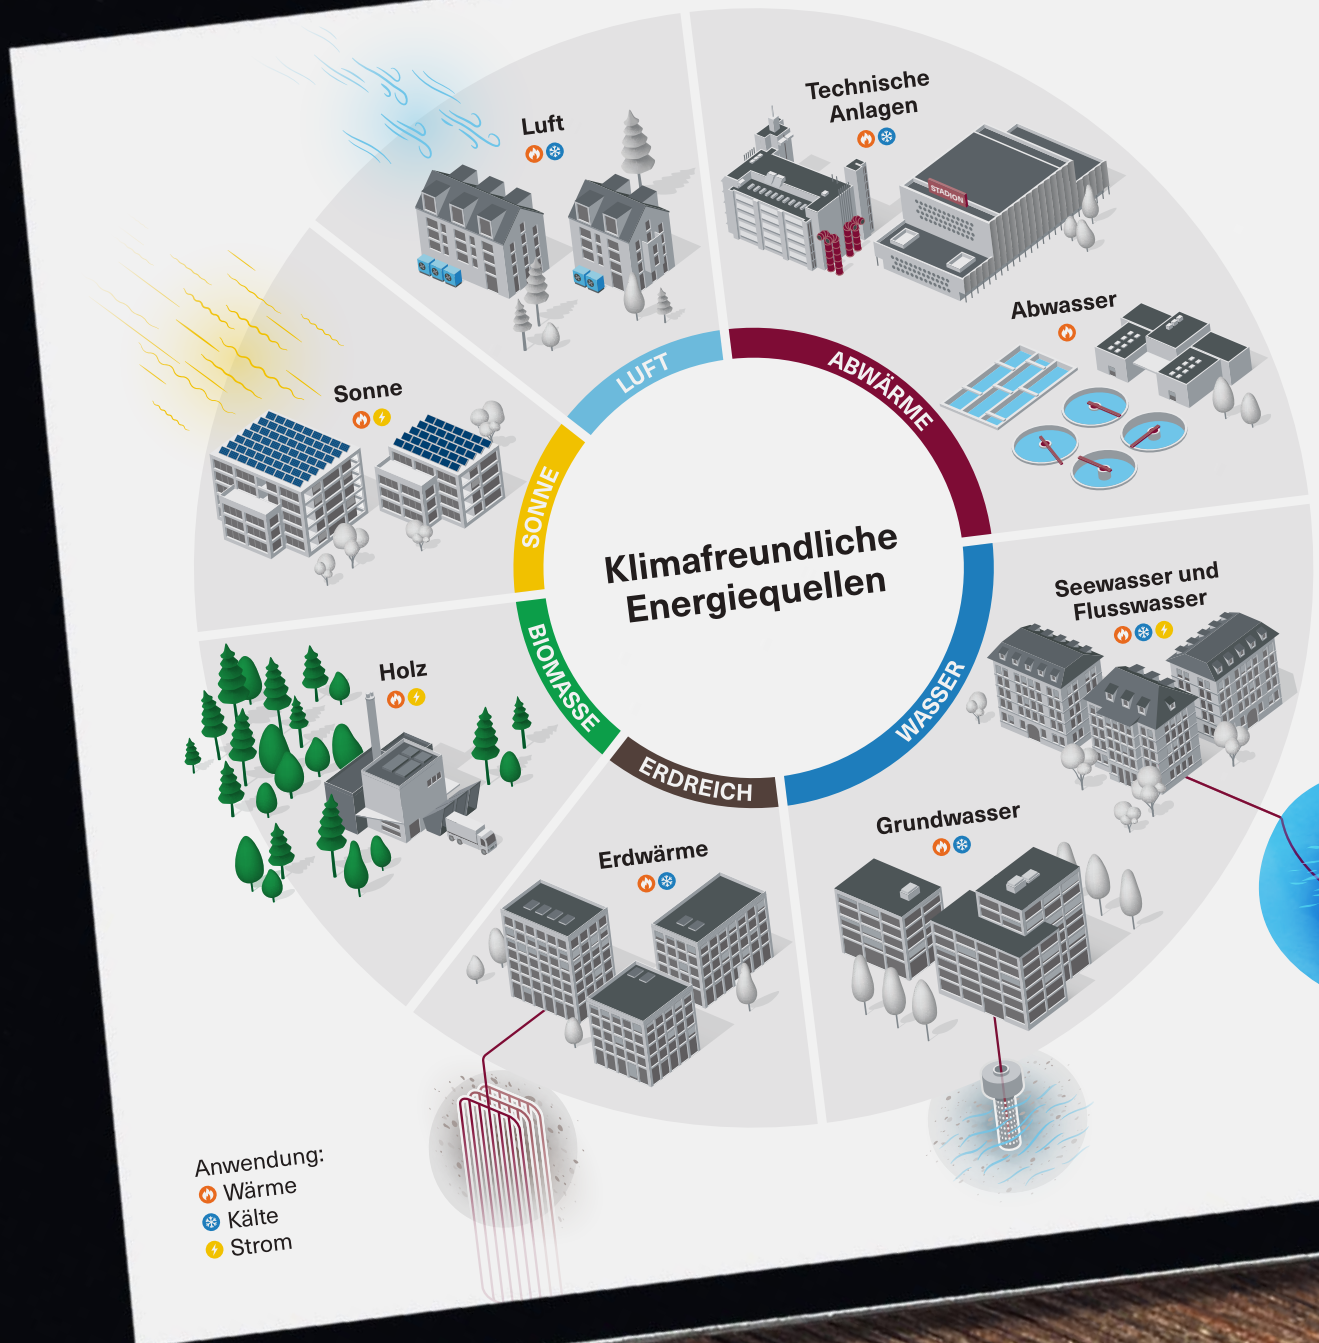 Luft
Technische
Anlagen
STADION
Abwasser
Sonne
LUFT
ABWÄRME
SONNE
Klimafreundliche
Energiequellen
Seewasser und
Flusswasser
BIOMASSE
WASSER
Holz
ERDREICH
Grundwasser
Erdwärme
Anwendung:
Wärme
Kälte
Strom